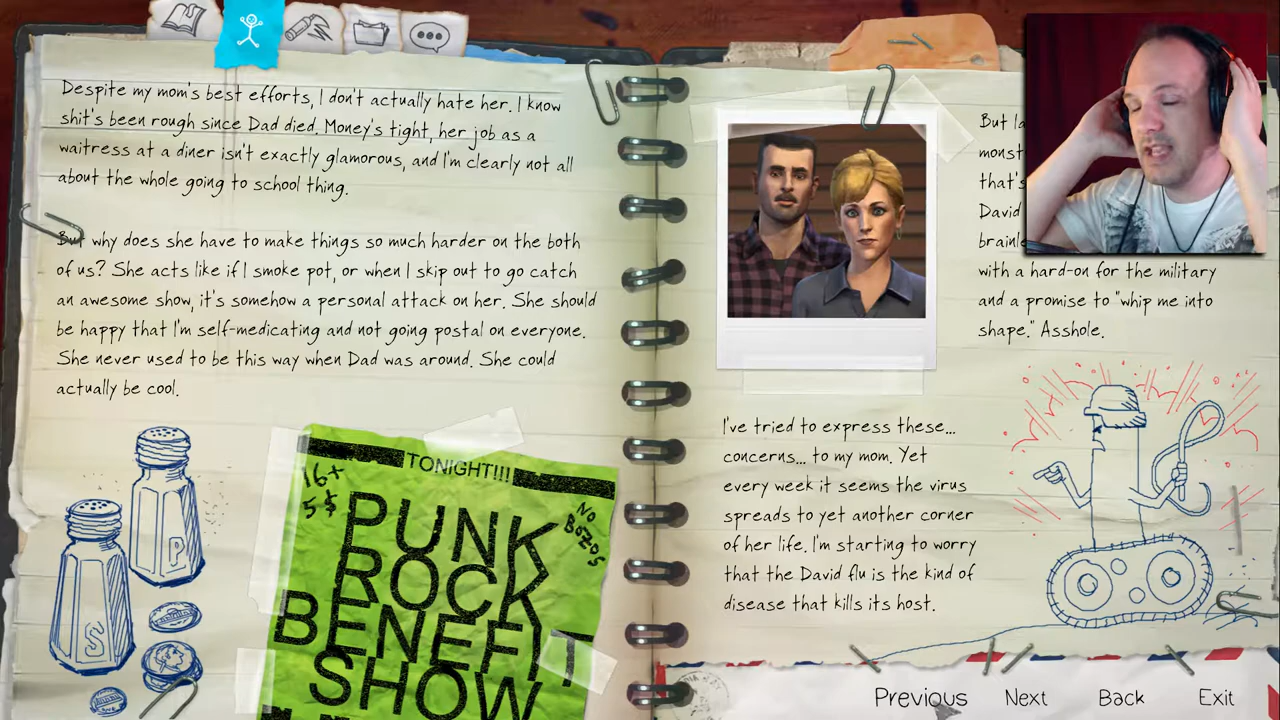 Despite my mom's best efforts, I don't actually hate her. I know
shit's been rough since Dad died. Money's tight, her job as a
waitress at a diner isn't exactly glamorous, and I'm clearly not all
about the whole going to school thing.
But why does she have to make things so much harder on the both
of us? She acts like if I smoke pot, or when I skip out to go catch
an awesome show, it's somehow a personal attack on her. She should
be happy that I'm self-medicating and not going postal on everyone.
She never used to be this way when Dad was around. She could
actually be cool.
P
S
TONIGHT!!!
16+
5$
NO
BOZOS
PUNK
ROCK
BENEFIT
SHOW
But
that's
David
with a hard-on for the military
and a promise to "whip me into
shape." Asshole.
I've tried to express these...
concerns... to my mom. Yet
every week it seems the virus
spreads to yet another corner
of her life. I'm starting to worry
that the David flu is the kind of
disease that kills its host.
Previous Next Back Exit